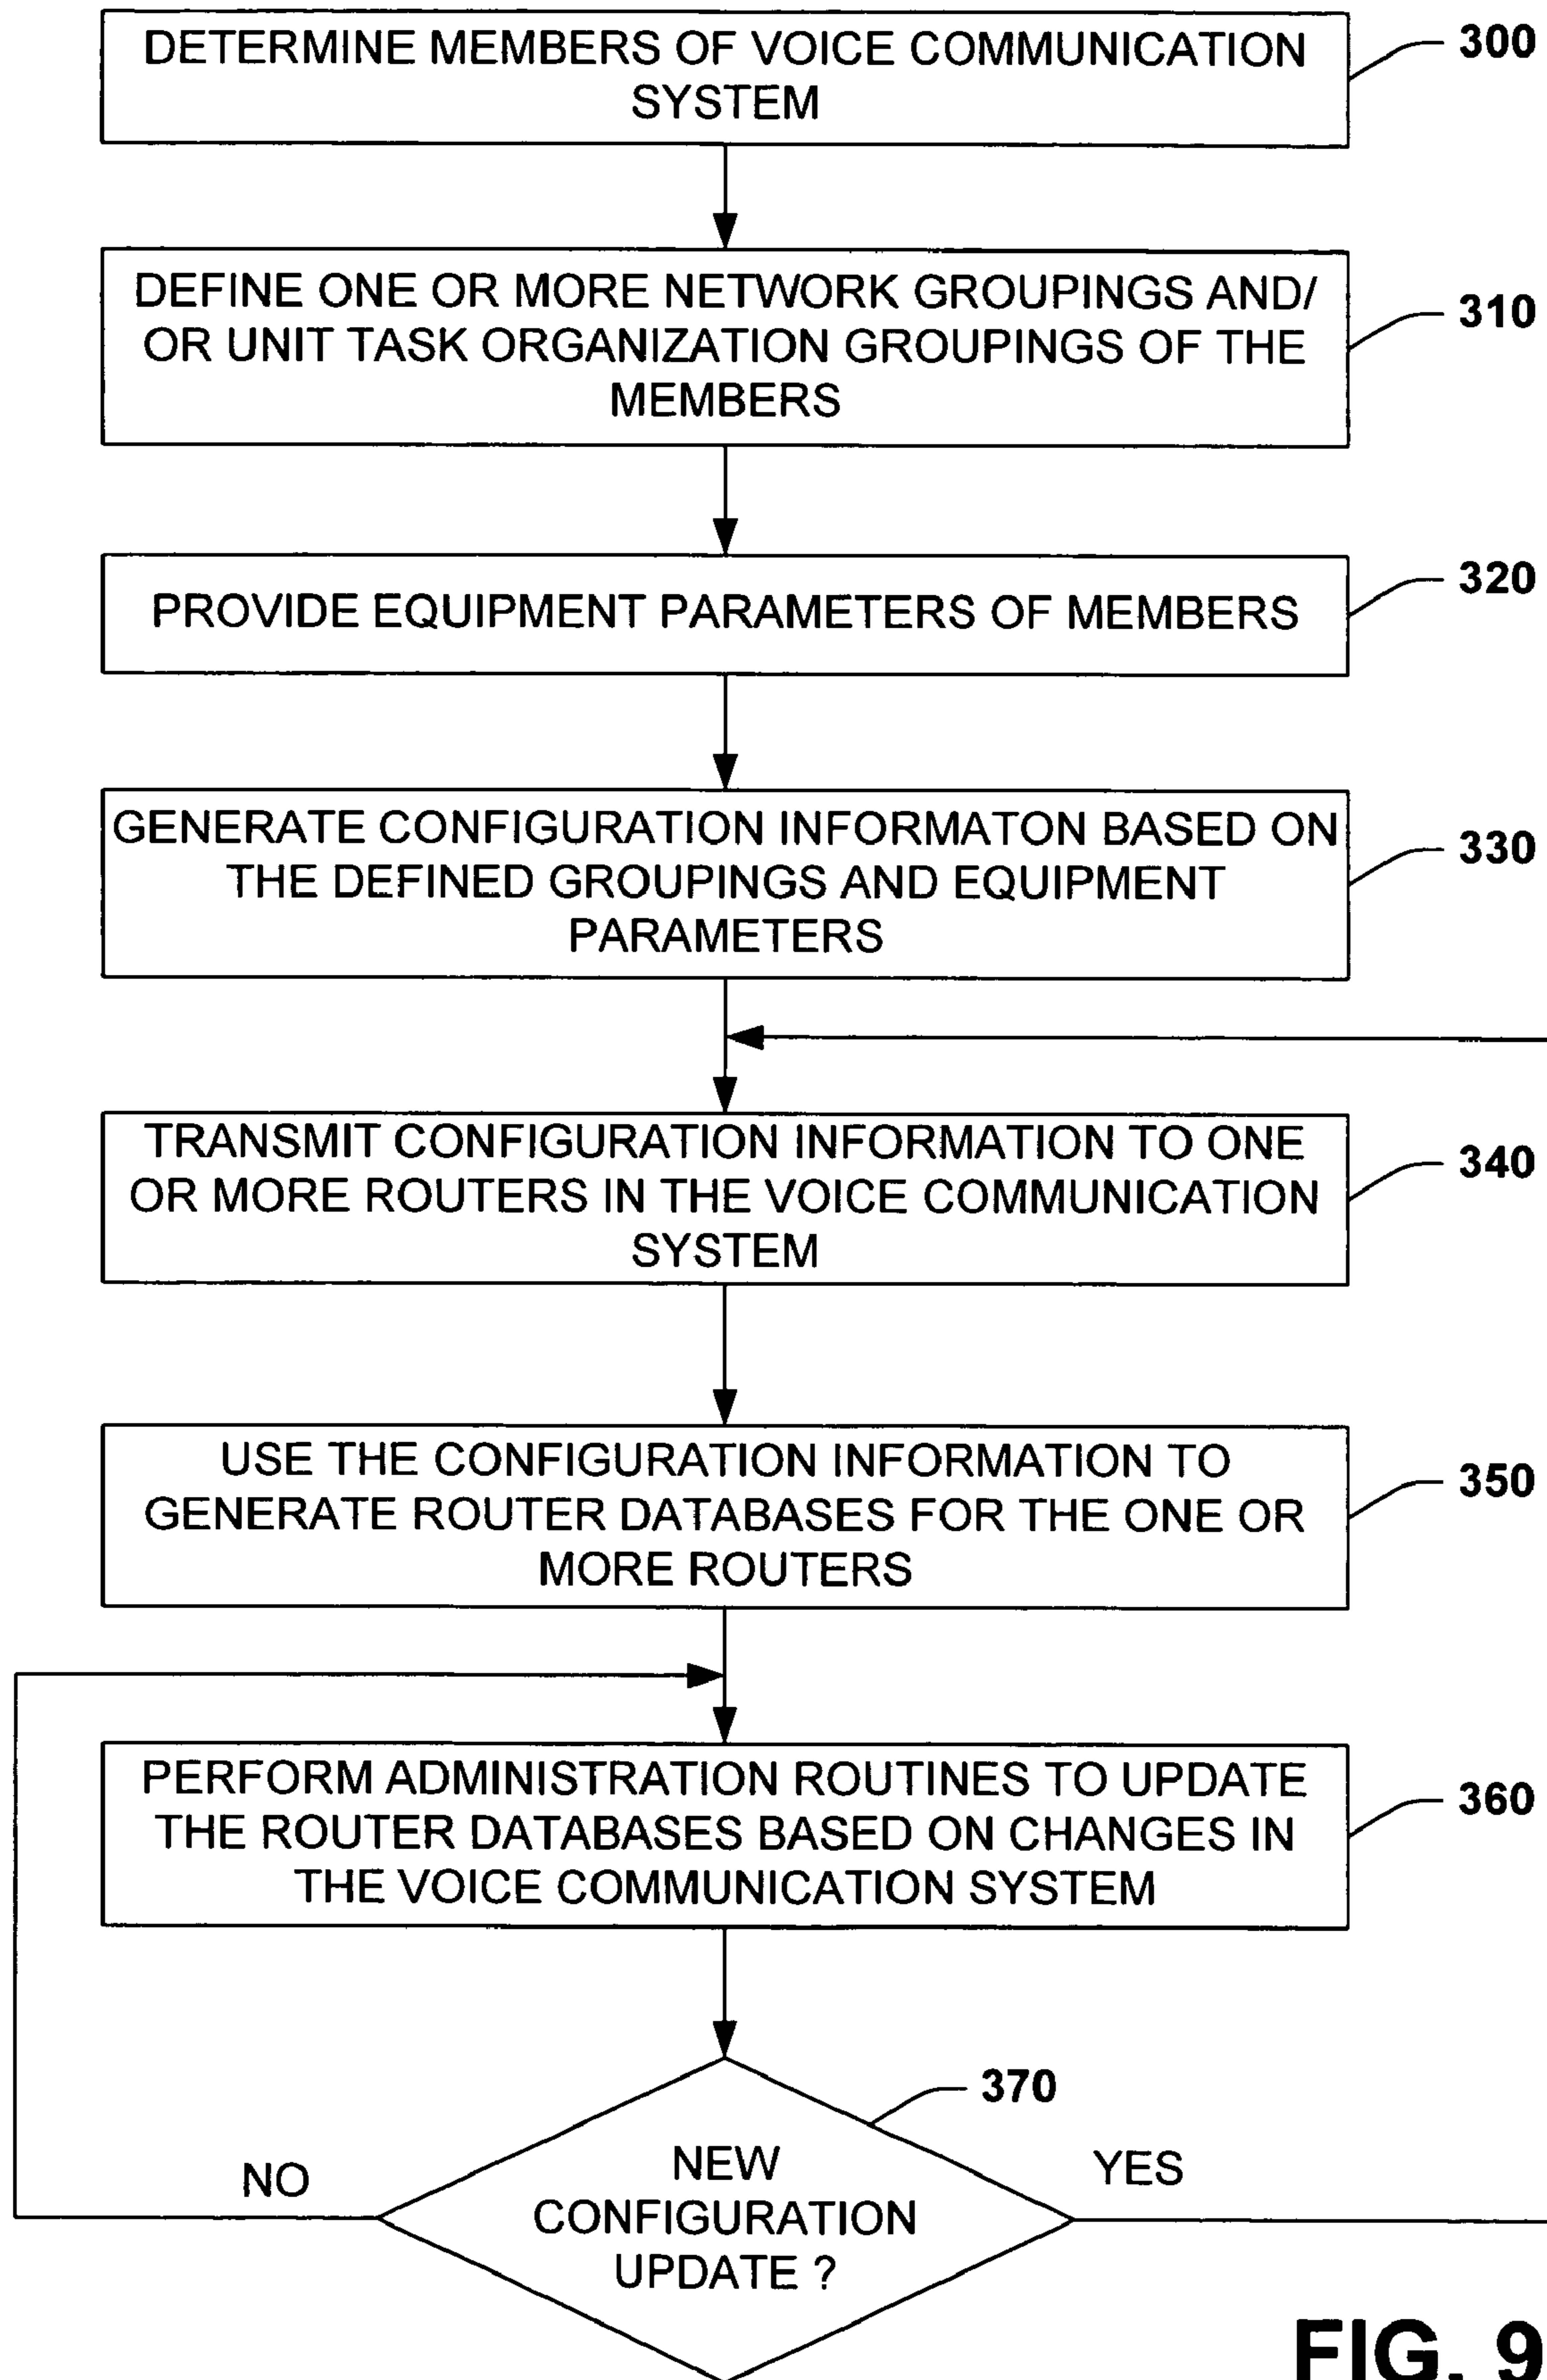 DETERMINE MEMBERS OF VOICE COMMUNICATION
SYSTEM
300
DEFINE ONE OR MORE NETWORK GROUPINGS AND/
OR UNIT TASK ORGANIZATION GROUPINGS OF THE
MEMBERS
310
PROVIDE EQUIPMENT PARAMETERS OF MEMBERS
320
GENERATE CONFIGURATION INFORMATON BASED ON
THE DEFINED GROUPINGS AND EQUIPMENT
PARAMETERS
330
TRANSMIT CONFIGURATION INFORMATION TO ONE
OR MORE ROUTERS IN THE VOICE COMMUNICATION
SYSTEM
340
USE THE CONFIGURATION INFORMATION TO
GENERATE ROUTER DATABASES FOR THE ONE OR
MORE ROUTERS
350
PERFORM ADMINISTRATION ROUTINES TO UPDATE
THE ROUTER DATABASES BASED ON CHANGES IN
THE VOICE COMMUNICATION SYSTEM
360
370
NEW
CONFIGURATION
UPDATE ?
NO
YES
FIG. 9